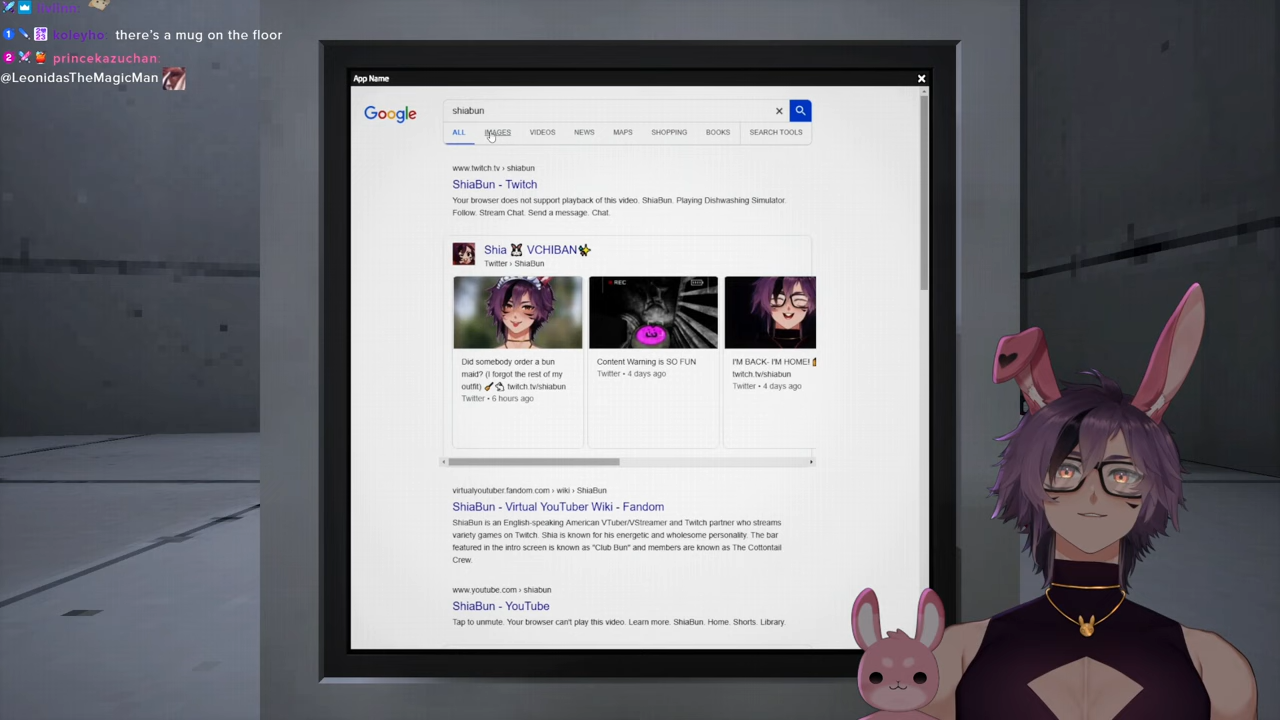 koleyho: there's a mug on the floor
princekazuchan:
@LeonidasTheMagicMan
App Name
Google
shiabun
ALL IMAGES VIDEOS NEWS MAPS SHOPPING BOOKS SEARCH TOOLS
www.twitch.tv › shiabun
ShiaBun - Twitch
Your browser does not support playback of this video. ShiaBun. Playing Dishwashing Simulator.
Follow. Stream Chat. Send a message. Chat.
Shia VCHIBAN
Twitter › ShiaBun
REC
Did somebody order a bun
maid? (I forgot the rest of my
outfit) twitch.tv/shiabun
Twitter • 6 hours ago
Content Warning is SO FUN
Twitter • 4 days ago
I'M BACK- I'M HOME!
twitch.tv/shiabun
Twitter • 4 days ago
virtualyoutuber.fandom.com › wiki › ShiaBun
ShiaBun - Virtual YouTuber Wiki - Fandom
ShiaBun is an English-speaking American VTuber/VStreamer and Twitch partner who streams
variety games on Twitch. Shia is known for his energetic and wholesome personality. The bar
featured in the intro screen is known as "Club Bun" and members are known as The Cottontail
Crew.
www.youtube.com › shiabun
ShiaBun - YouTube
Tap to unmute. Your browser can't play this video. Learn more. ShiaBun. Home. Shorts. Library.